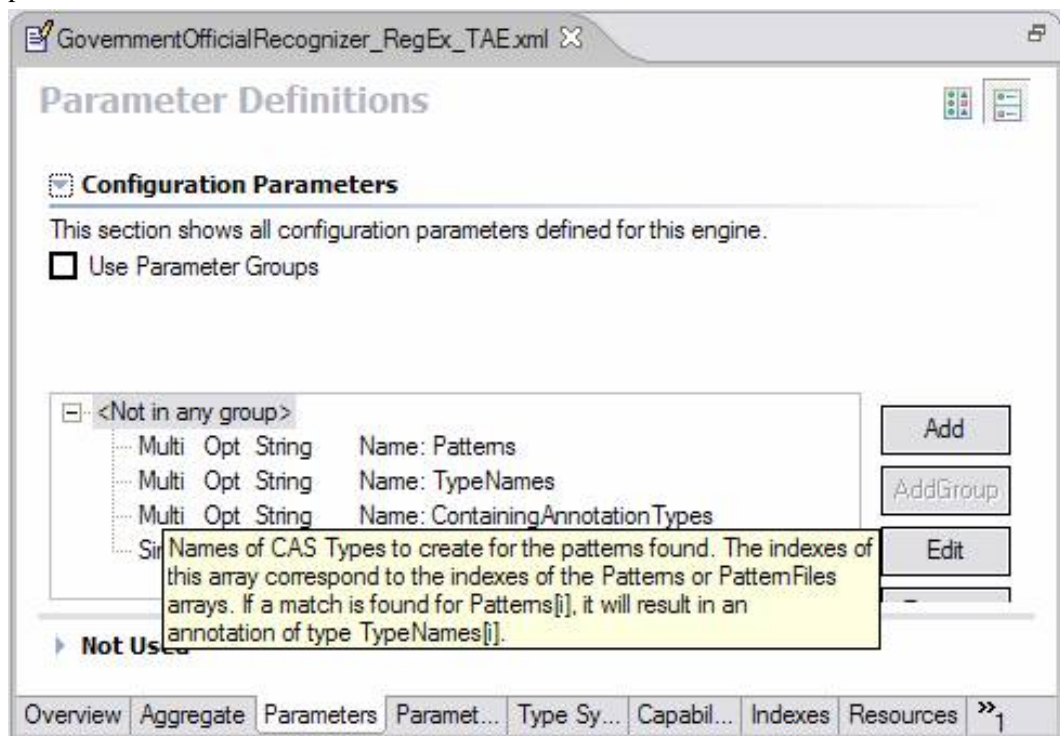 GovernmentOfficialRecognizer_RegEx_TAE.xml
Parameter Definitions
Configuration Parameters
This section shows all configuration parameters defined for this engine.
Use Parameter Groups
<Not in any group>
Multi Opt String Name: Patterns
Multi Opt String Name: TypeNames
Multi Opt String Name: ContainingAnnotationTypes
Names of CAS Types to create for the patterns found. The indexes of
this array correspond to the indexes of the Patterns or PatternFiles
arrays. If a match is found for Patterns[i], it will result in an
annotation of type TypeNames[i].
Add
AddGroup
Edit
Not
Overview Aggregate Parameters Paramet... Type Sy... Capabil... Indexes Resources »1